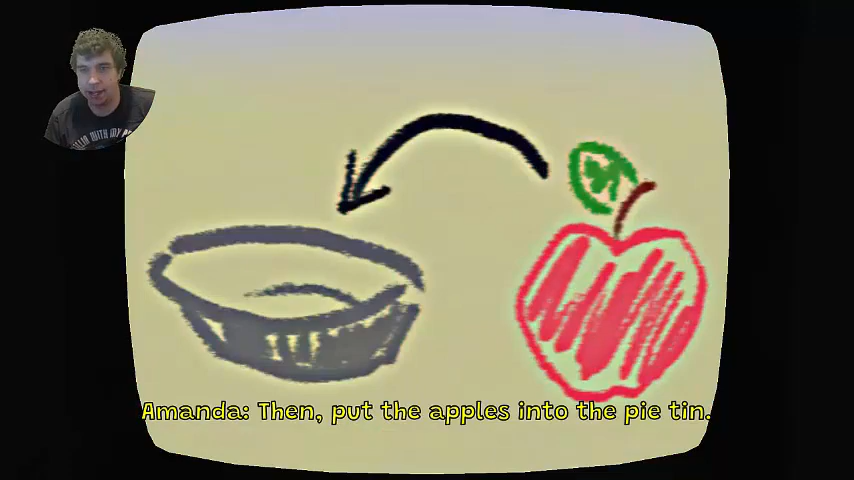 Amanda: Then, put the apples into the pie tin.